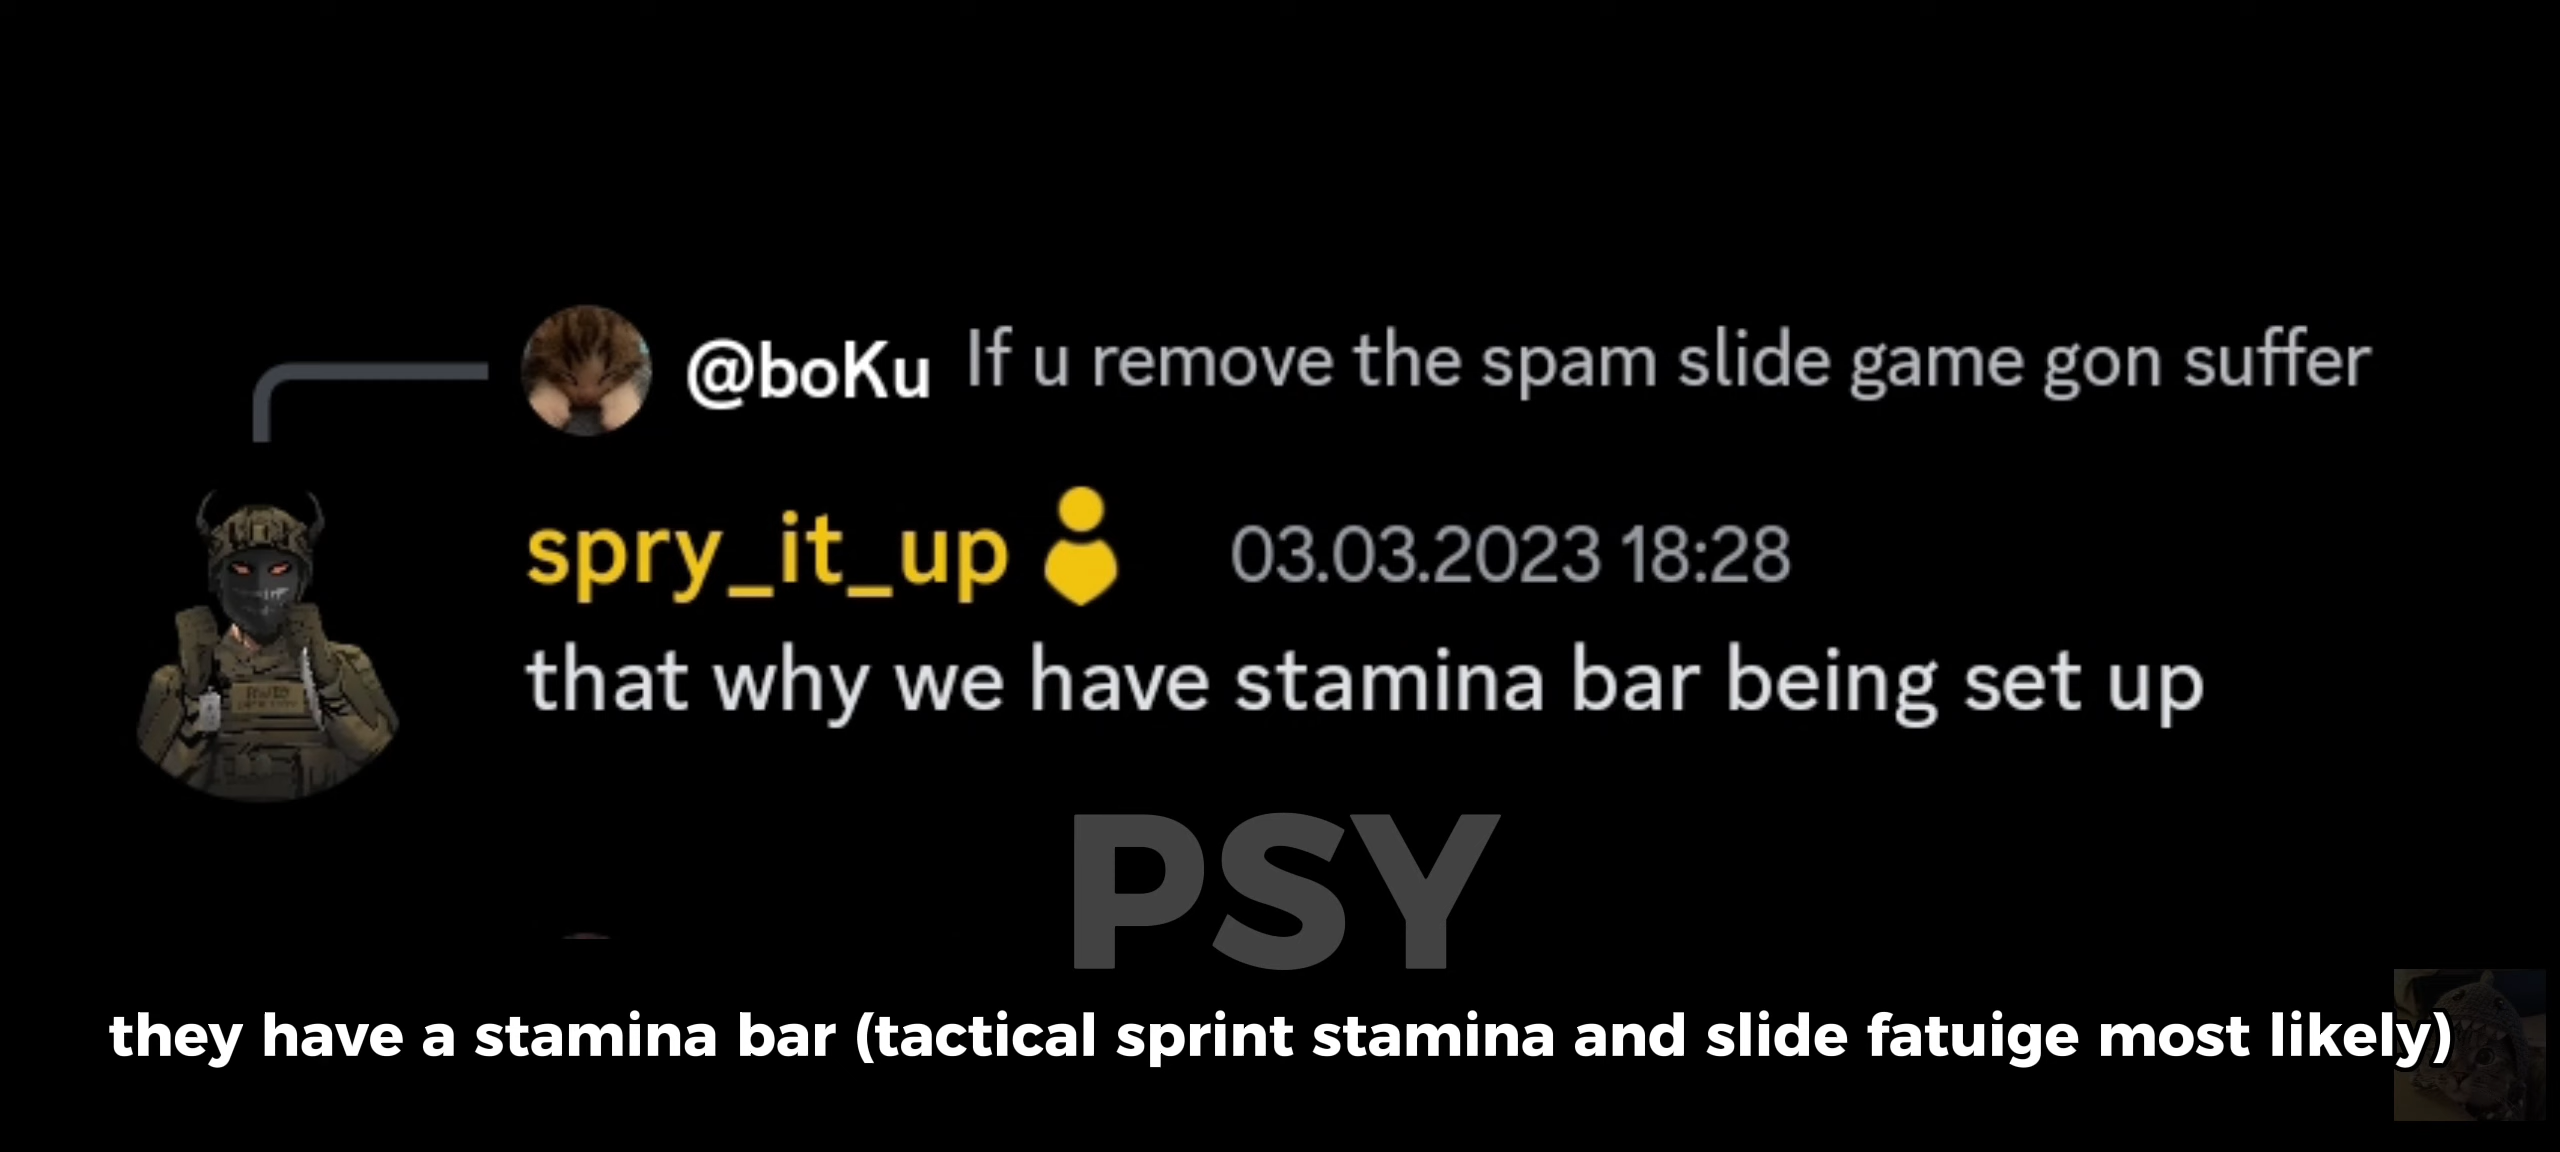 @boKu If u remove the spam slide game gon suffer
spry_it_up 03.03.2023 18:28
that why we have stamina bar being set up
PSY
they have a stamina bar (tactical sprint stamina and slide fatuige most likely)